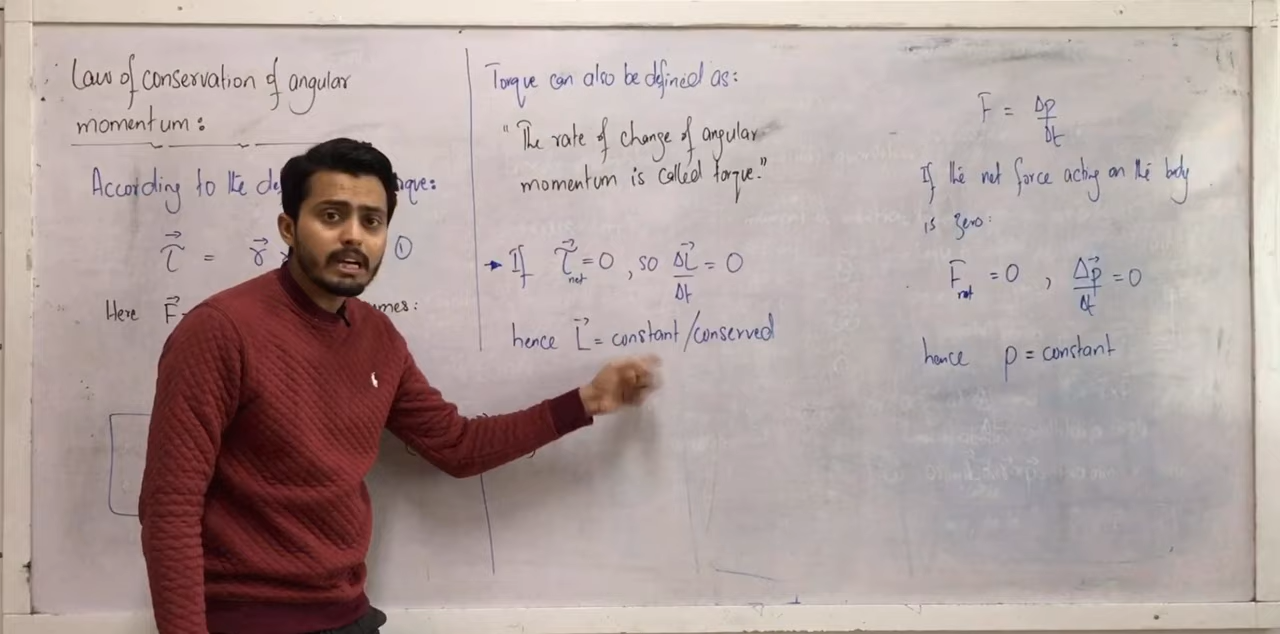 Law of conservation of angular
momentum:
According to the de que:
τ⃗ = r⃗ ①
Here F⃗ mes:
Torque can also be defined as:
"The rate of change of angular
momentum is called torque."
If τ⃗net = 0, so ΔL⃗/Δt = 0
hence L⃗ = constant/conserved
F = Δp/Δt
If the net force acting on the body
is zero:
F⃗net = 0, Δp⃗/Δt = 0
hence p = constant